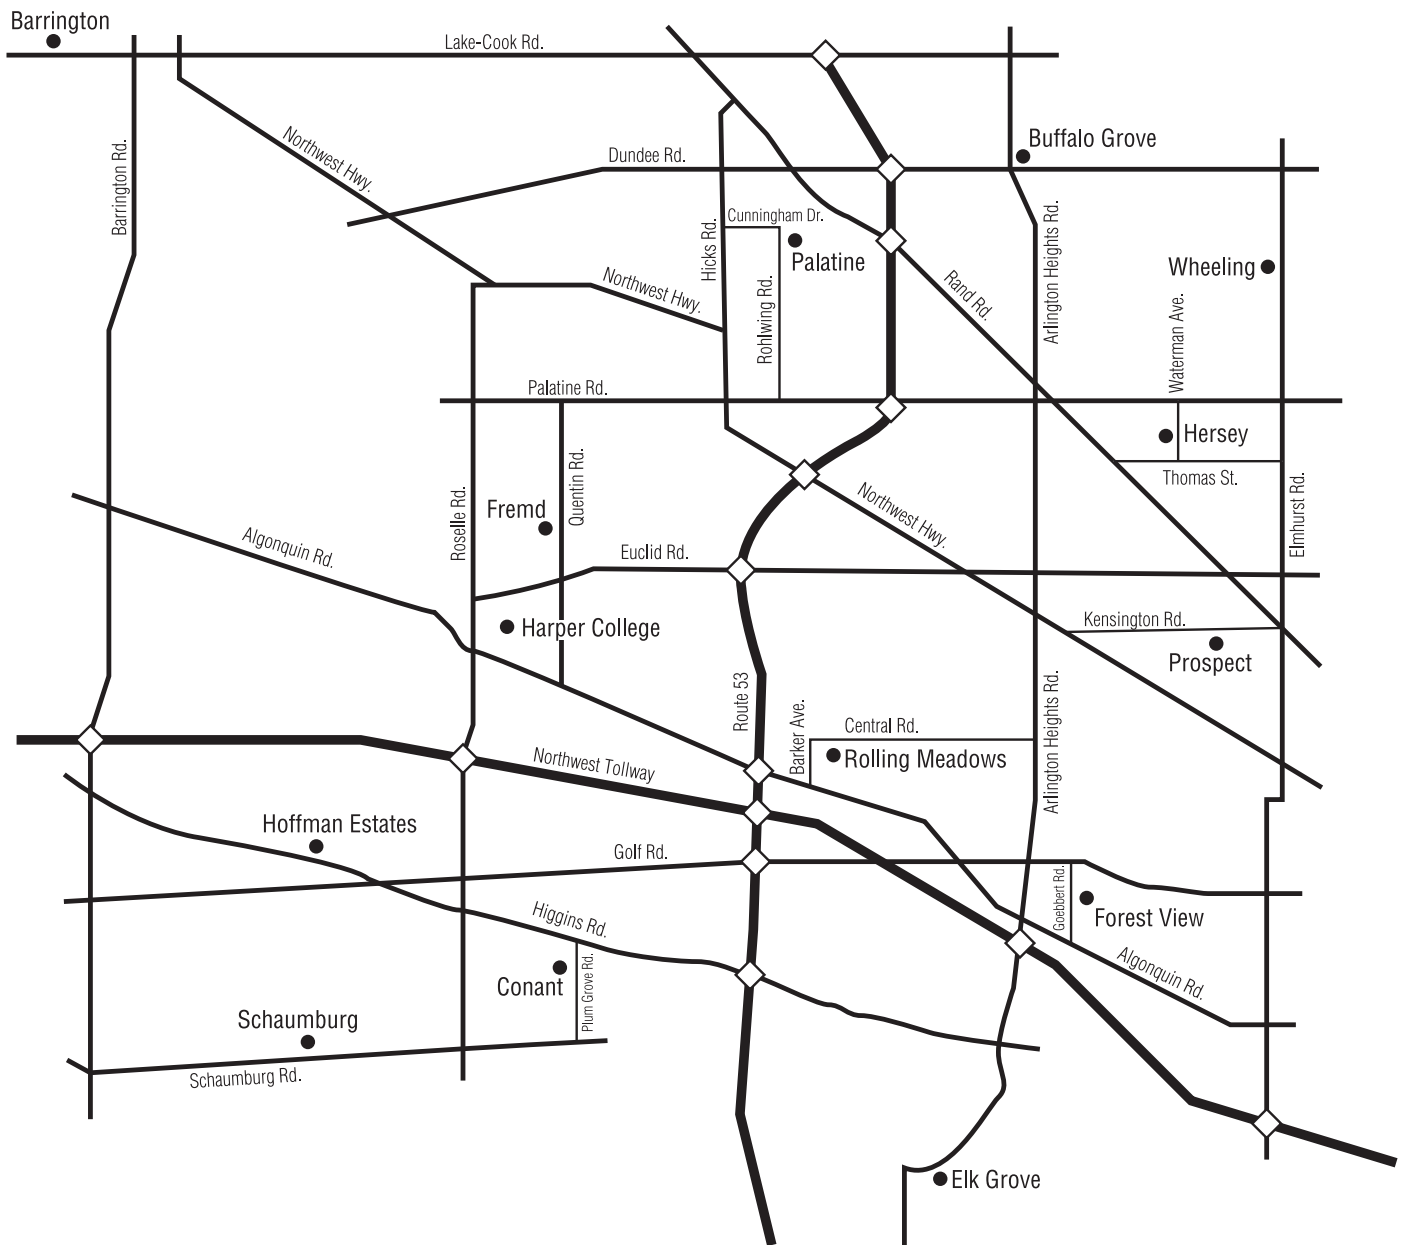 Barrington
Lake-Cook Rd.
Barrington Rd.
Northwest Hwy.
Dundee Rd.
Buffalo Grove
Cunningham Dr.
Hicks Rd.
Palatine
Rohlwing Rd.
Arlington Heights Rd.
Wheeling
Rand Rd.
Northwest Hwy.
Waterman Ave.
Palatine Rd.
Hersey
Thomas St.
Quentin Rd.
Roselle Rd.
Fremd
Northwest Hwy.
Elmhurst Rd.
Algonquin Rd.
Euclid Rd.
Harper College
Kensington Rd.
Prospect
Route 53
Barker Ave.
Central Rd.
Arlington Heights Rd.
Rolling Meadows
Northwest Tollway
Hoffman Estates
Golf Rd.
Goebbert Rd.
Forest View
Higgins Rd.
Algonquin Rd.
Conant
Plum Grove Rd.
Schaumburg
Schaumburg Rd.
Elk Grove